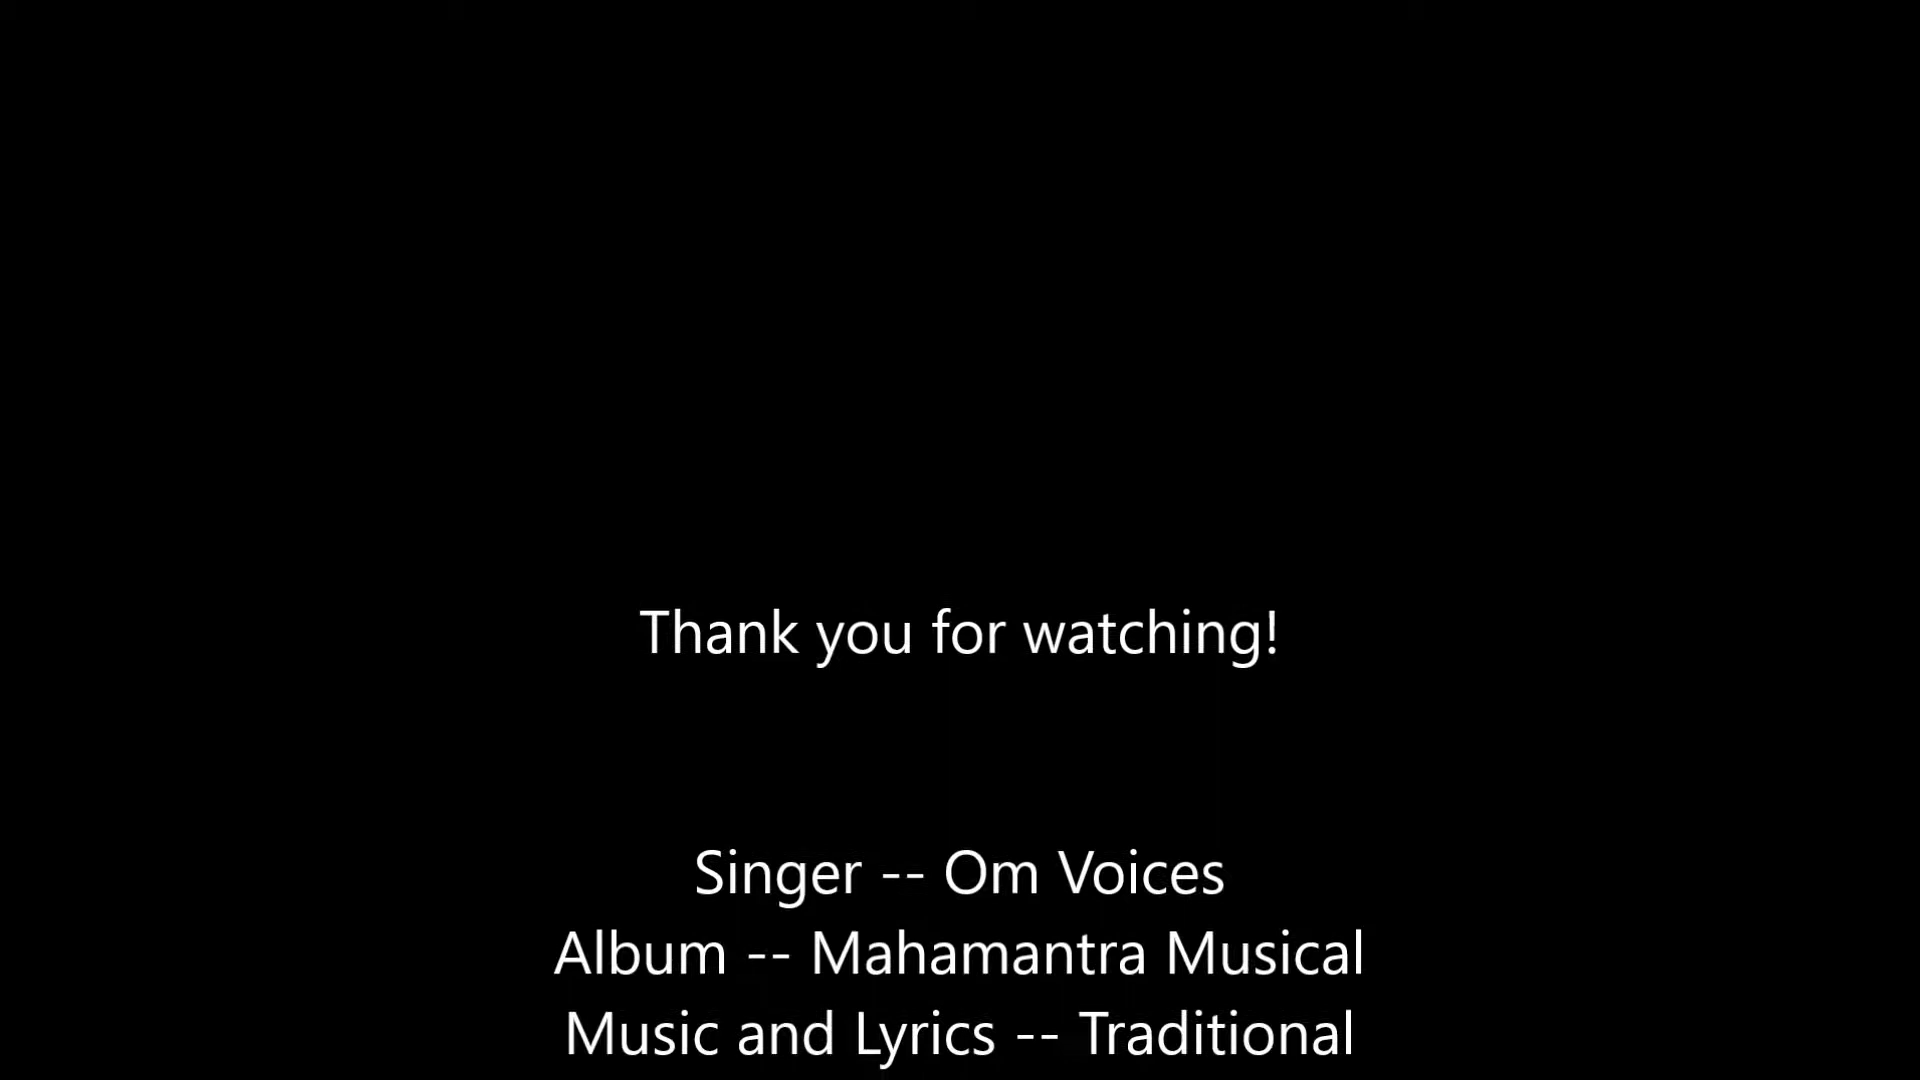 Thank you for watching!
Singer -- Om Voices
Album -- Mahamantra Musical
Music and Lyrics -- Traditional